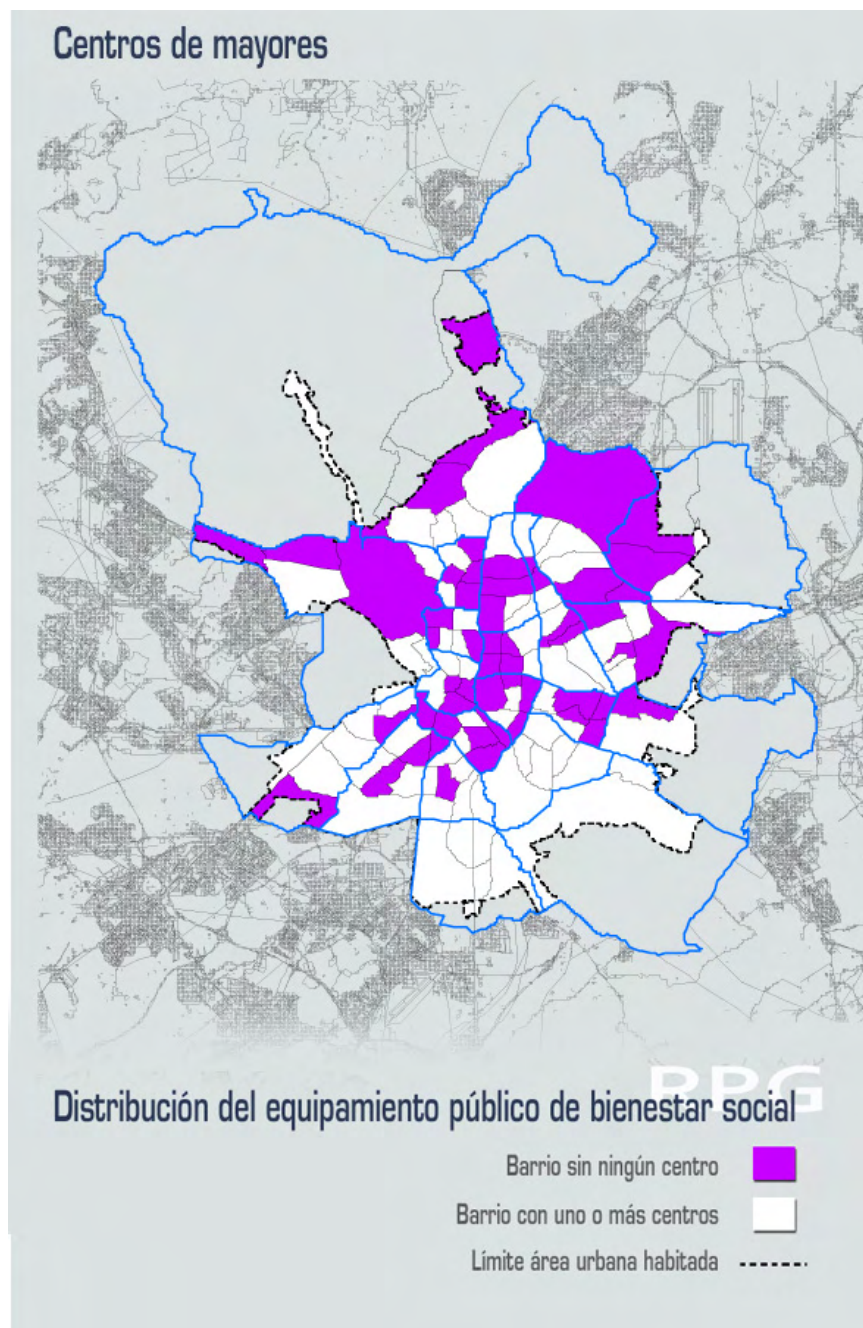 Centros de mayores
PPG
Distribución del equipamiento público de bienestar social
Barrio sin ningún centro
Barrio con uno o más centros
Límite área urbana habitada